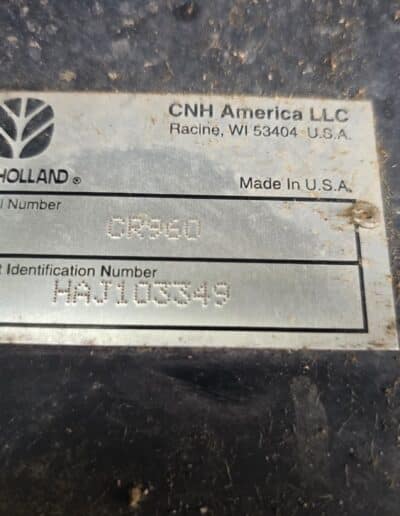 CNH America LLC
Racine, WI 53404 U.S.A.
HOLLAND ®
Made In U.S.A.
l Number
CR960
t Identification Number
HAJ103349